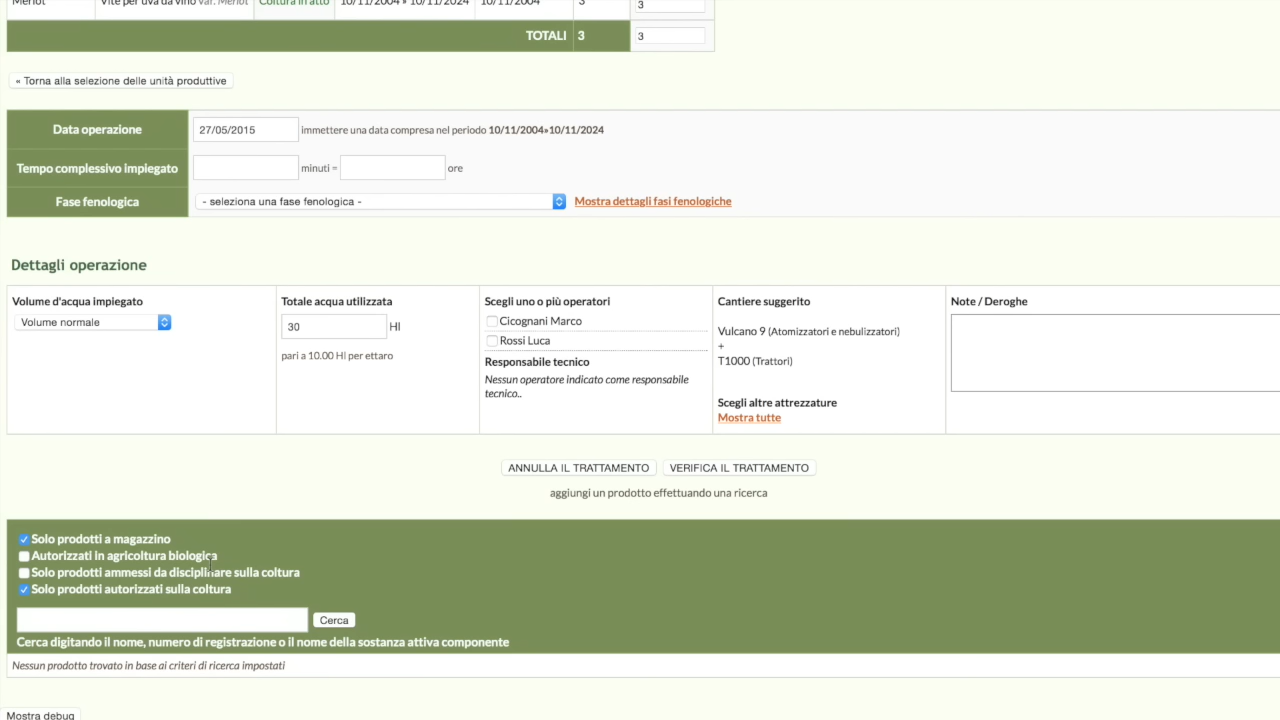 Merlot Vite per uva da vino var. Merlot Coltura in atto 10/11/2004 » 10/11/2024 10/11/2004 3 3
TOTALI 3 3
« Torna alla selezione delle unità produttive
Data operazione 27/05/2015 immettere una data compresa nel periodo 10/11/2004»10/11/2024
Tempo complessivo impiegato minuti = ore
Fase fenologica - seleziona una fase fenologica - Mostra dettagli fasi fenologiche
Dettagli operazione
Volume d'acqua impiegato
Volume normale
Totale acqua utilizzata
30 Hl
pari a 10.00 Hl per ettaro
Scegli uno o più operatori
Cicognani Marco
Rossi Luca
Responsabile tecnico
Nessun operatore indicato come responsabile
tecnico..
Cantiere suggerito
Vulcano 9 (Atomizzatori e nebulizzatori)
+
T1000 (Trattori)
Scegli altre attrezzature
Mostra tutte
Note / Deroghe
ANNULLA IL TRATTAMENTO VERIFICA IL TRATTAMENTO
aggiungi un prodotto effettuando una ricerca
Solo prodotti a magazzino
Autorizzati in agricoltura biologica
Solo prodotti ammessi da disciplinare sulla coltura
Solo prodotti autorizzati sulla coltura
Cerca
Cerca digitando il nome, numero di registrazione o il nome della sostanza attiva componente
Nessun prodotto trovato in base ai criteri di ricerca impostati
Mostra debug